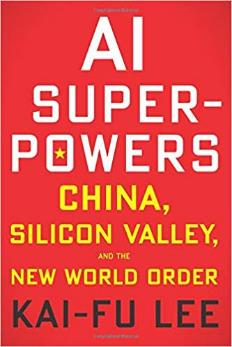 AI
SUPER-
POWERS
CHINA,
SILICON VALLEY,
AND THE
NEW WORLD ORDER
KAI-FU LEE